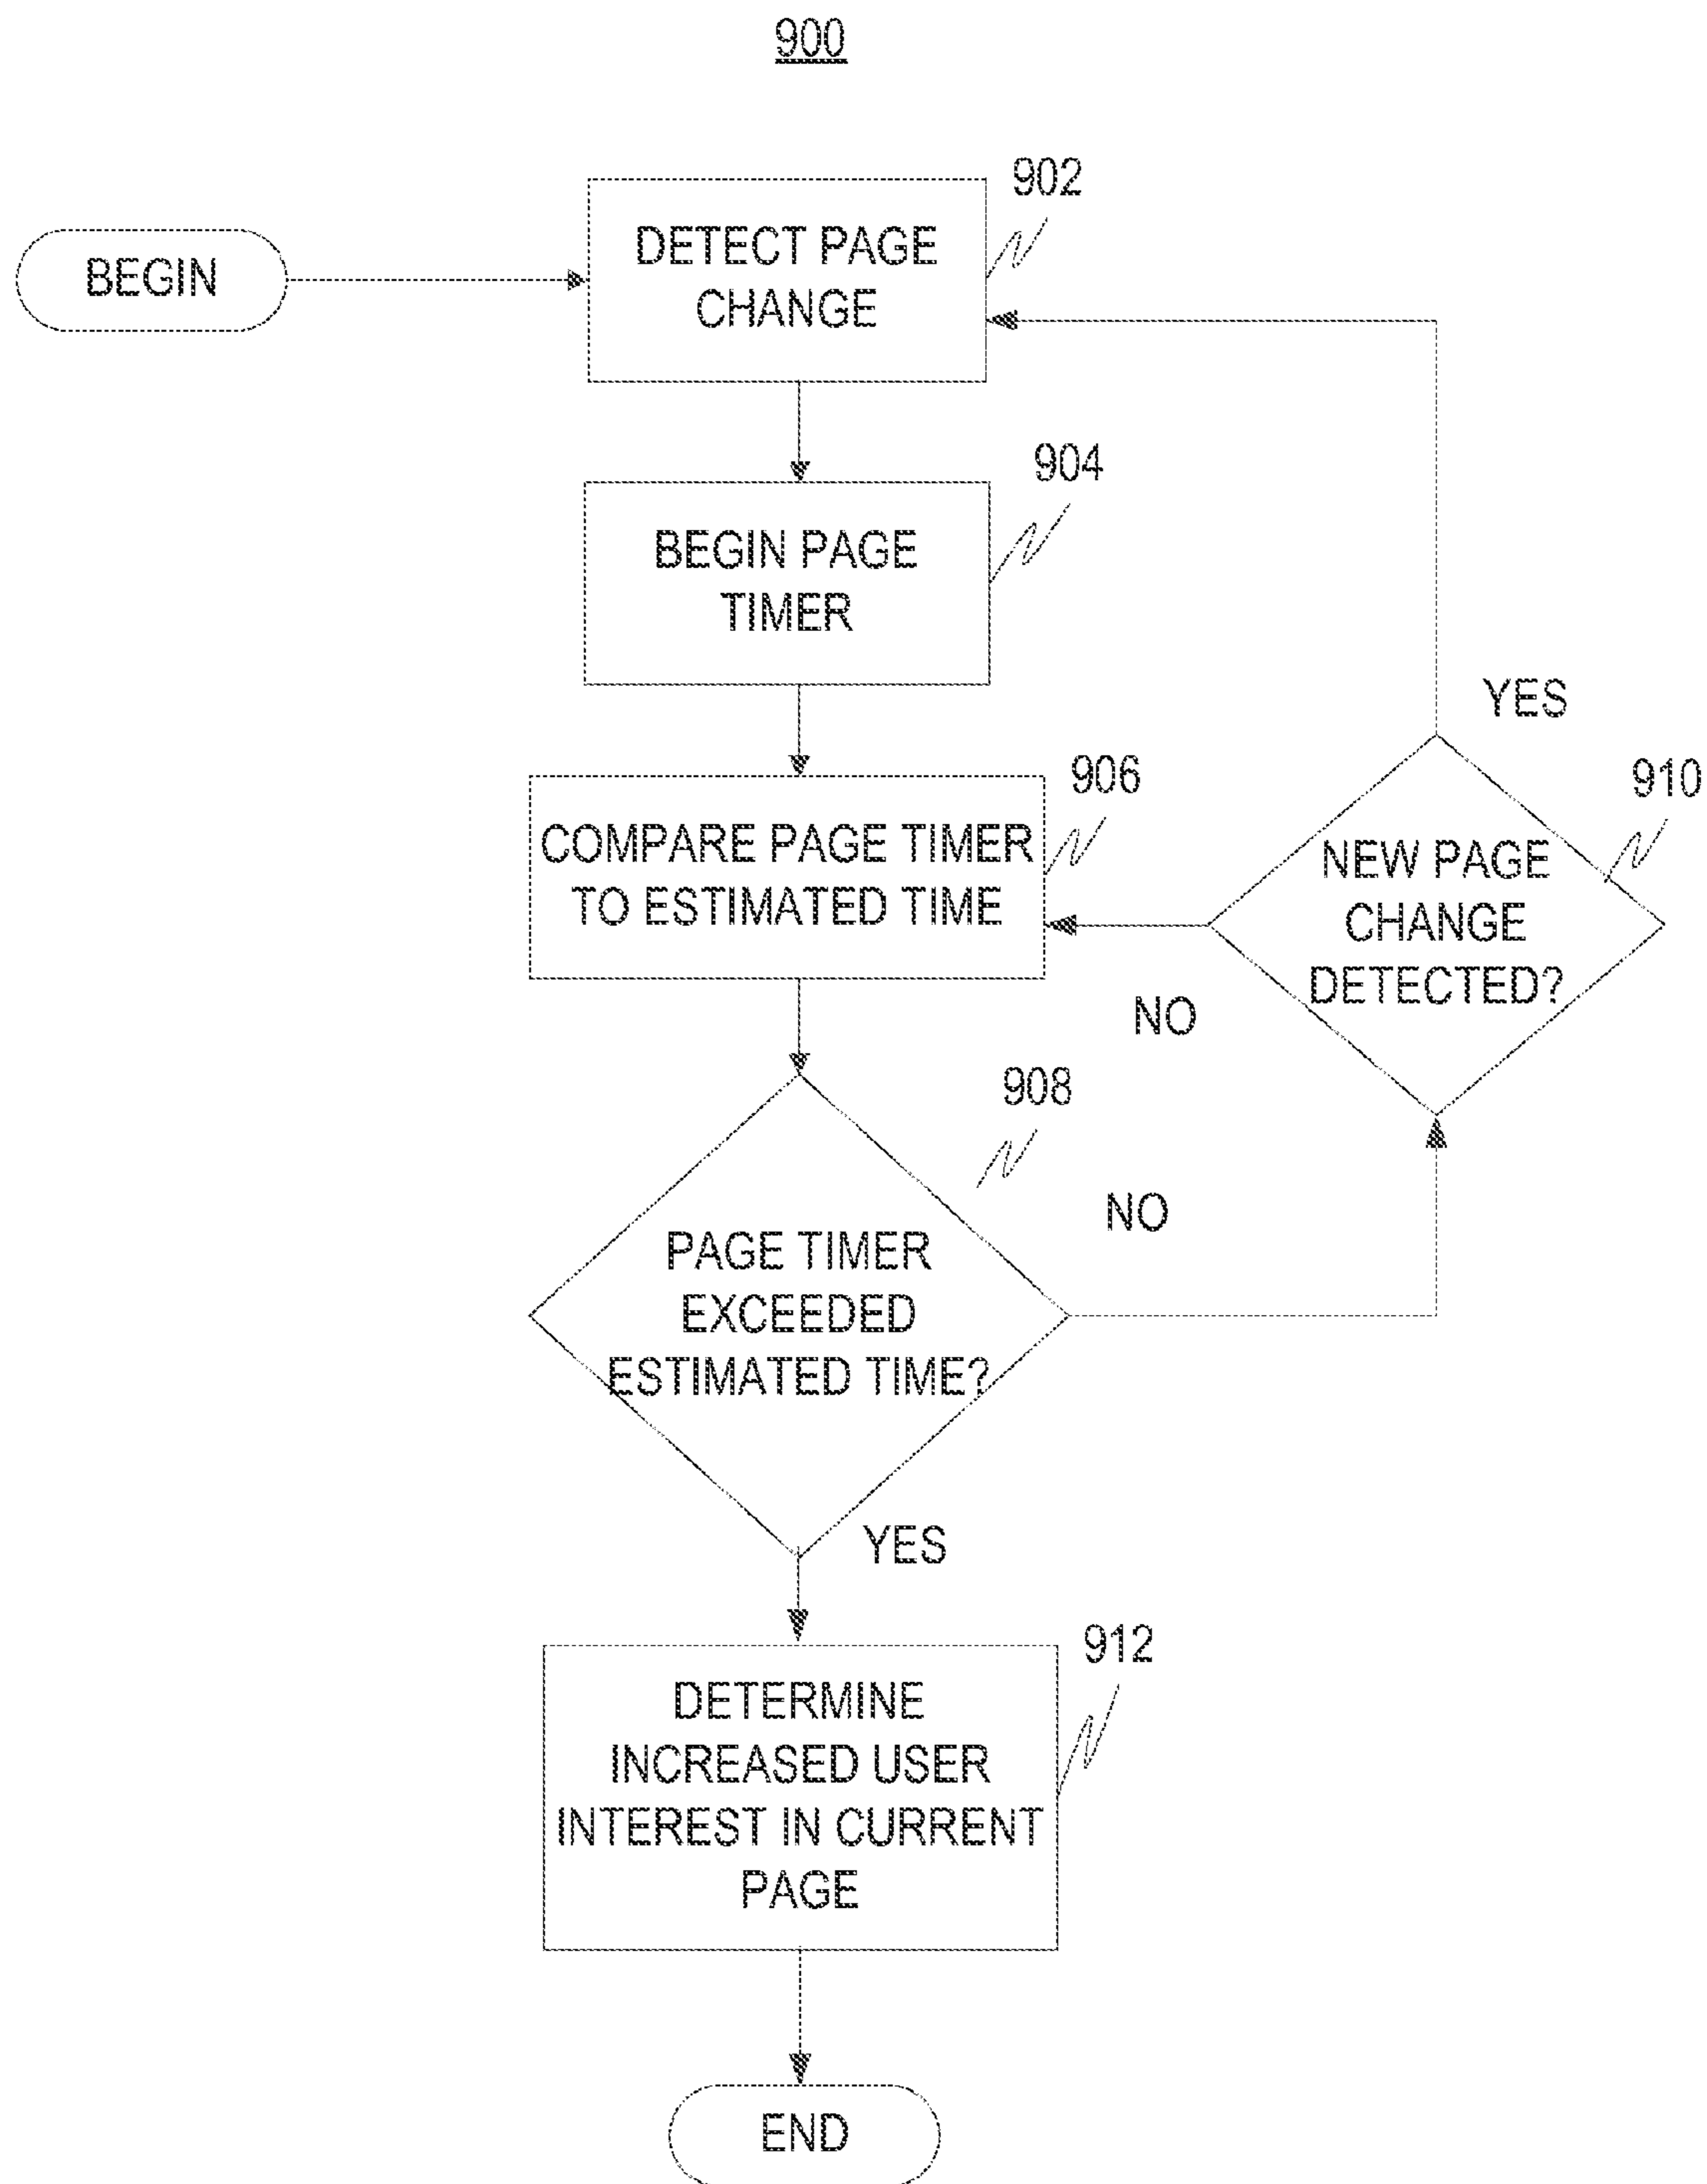 900
902
BEGIN
DETECT PAGE
CHANGE
904
BEGIN PAGE
TIMER
YES
906
910
COMPARE PAGE TIMER
TO ESTIMATED TIME
NEW PAGE
CHANGE
DETECTED?
NO
908
NO
PAGE TIMER
EXCEEDED
ESTIMATED TIME?
YES
912
DETERMINE
INCREASED USER
INTEREST IN CURRENT
PAGE
END